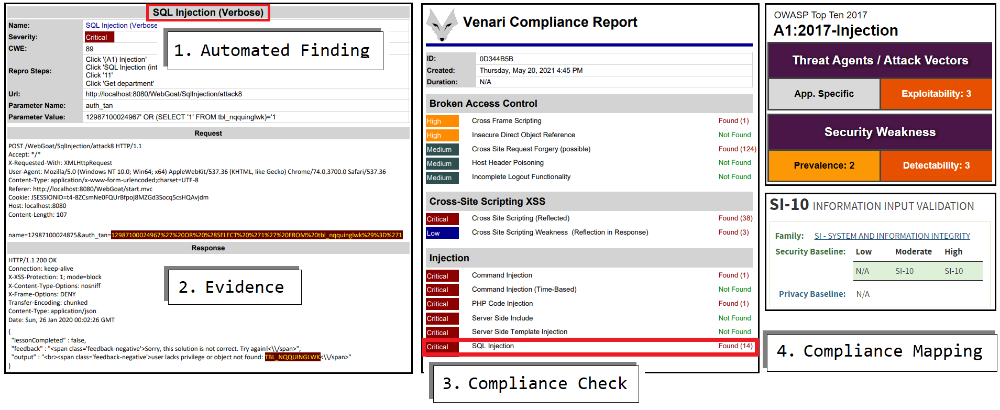 SQL Injection (Verbose)
Name: SQL Injection (Verbose
Severity: Critical
CWE: 89
Repro Steps: Click '(A1) Injection'
Click 'SQL Injection (int
Click '11'
Click 'Get department'
Url: http://localhost:8080/WebGoat/SqlInjection/attack8
Parameter Name: auth_tan
Parameter Value: 12987100024967' OR (SELECT '1' FROM tbl_nqquinglwk)='1
1. Automated Finding
Request
POST /WebGoat/SqlInjection/attack8 HTTP/1.1
Accept: */*
X-Requested-With: XMLHttpRequest
User-Agent: Mozilla/5.0 (Windows NT 10.0; Win64; x64) AppleWebKit/537.36 (KHTML, like Gecko) Chrome/74.0.3700.0 Safari/537.36
Content-Type: application/x-www-form-urlencoded;charset=UTF-8
Referer: http://localhost:8080/WebGoat/start.mvc
Cookie: JSESSIONID=t4-8ZCsmNe0FQUrBfpoj8MZGd3Socq5csHQAvjdm
Host: localhost:8080
Content-Length: 107
name=12987100024875&auth_tan=12987100024967%27%20OR%20%28SELECT%20%271%27%20FROM%20tbl_nqquinglwk%29%3D%271
Response
HTTP/1.1 200 OK
Connection: keep-alive
X-XSS-Protection: 1; mode=block
X-Content-Type-Options: nosniff
X-Frame-Options: DENY
Transfer-Encoding: chunked
Content-Type: application/json
Date: Sun, 26 Jan 2020 00:02:26 GMT
{
"lessonCompleted" : false,
"feedback" : "<span class='feedback-negative'>Sorry, this solution is not correct. Try again!<\\/span>",
"output" : "<br><span class='feedback-negative'>user lacks privilege or object not found: TBL_NQQUINGLWK<\\/span>"
}
2. Evidence
Venari Compliance Report
ID: 0D344B5B
Created: Thursday, May 20, 2021 4:45 PM
Duration: N/A
Broken Access Control
High Cross Frame Scripting Found (1)
High Insecure Direct Object Reference Not Found
Medium Cross Site Request Forgery (possible) Found (124)
Medium Host Header Poisoning Not Found
Medium Incomplete Logout Functionality Not Found
Cross-Site Scripting XSS
Critical Cross Site Scripting (Reflected) Found (38)
Low Cross Site Scripting Weakness (Reflection in Response) Found (3)
Injection
Critical Command Injection Found (1)
Critical Command Injection (Time-Based) Not Found
Critical PHP Code Injection Found (1)
Critical Server Side Include Not Found
Critical Server Side Template Injection Not Found
Critical SQL Injection Found (14)
3. Compliance Check
OWASP Top Ten 2017
A1:2017-Injection
Threat Agents / Attack Vectors
App. Specific Exploitability: 3
Security Weakness
Prevalence: 2 Detectability: 3
SI-10 INFORMATION INPUT VALIDATION
Family: SI - SYSTEM AND INFORMATION INTEGRITY
Security Baseline: Low Moderate High
N/A SI-10 SI-10
Privacy Baseline: N/A
4. Compliance Mapping